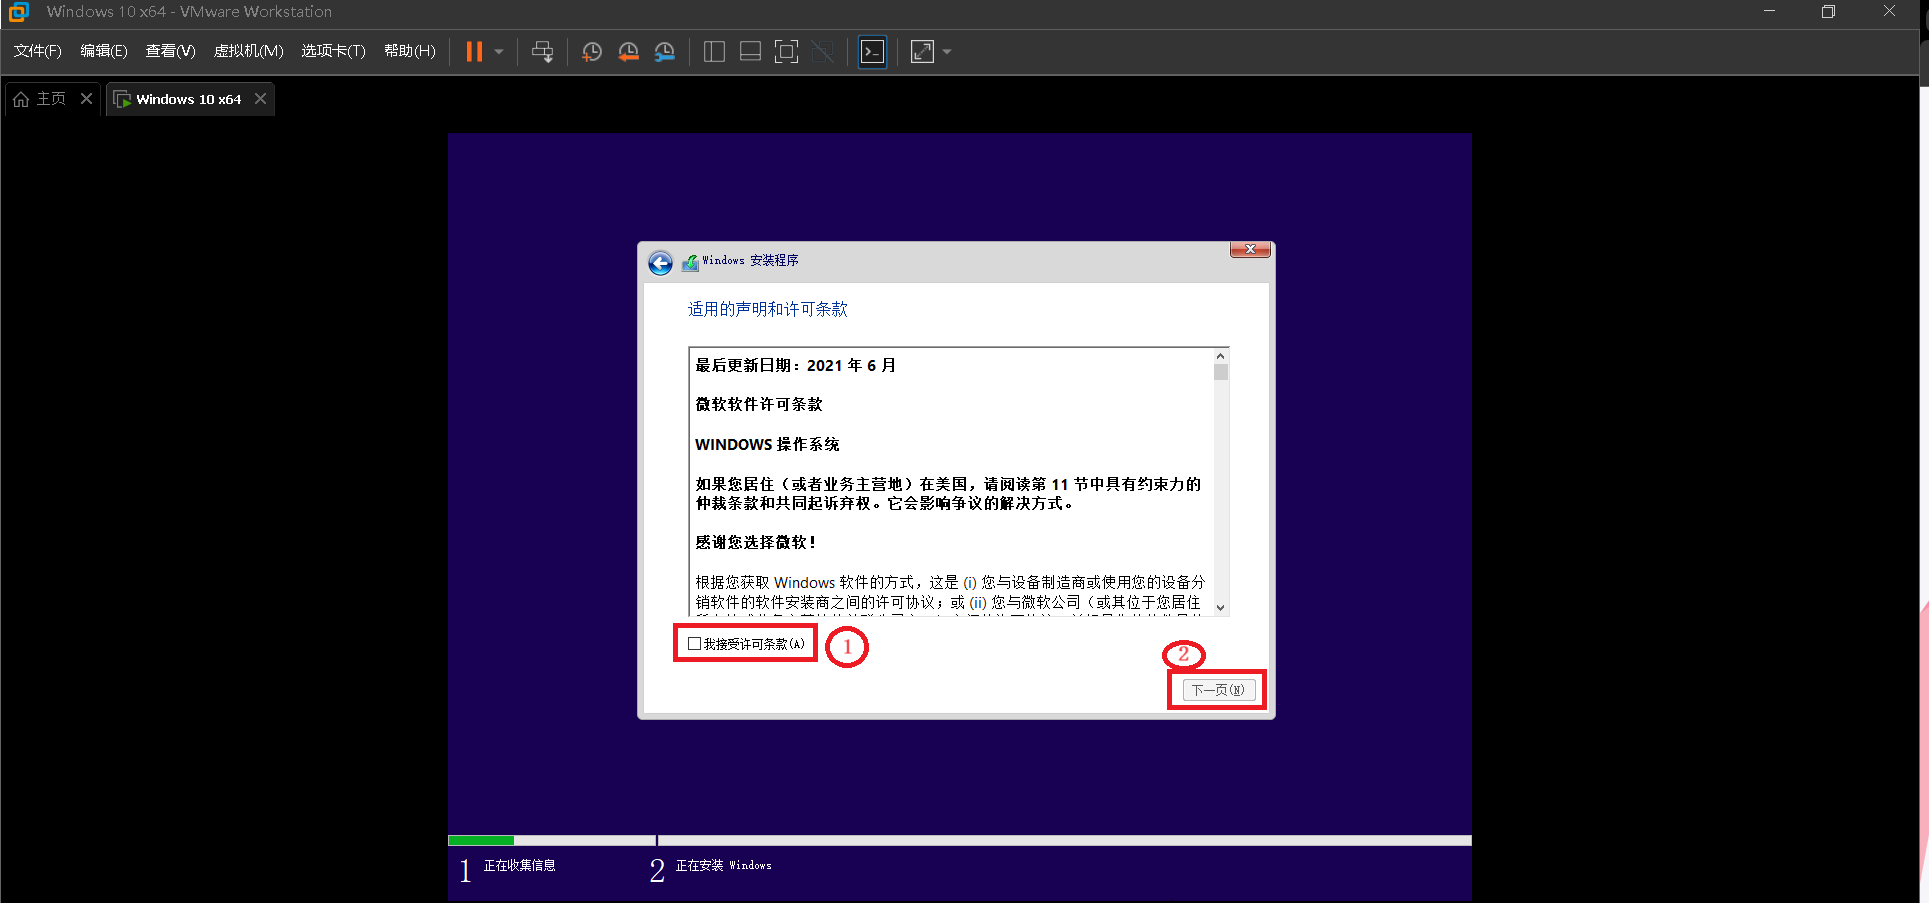 Windows 10 x64 - VMware Workstation
文件(F) 编辑(E) 查看(V) 虚拟机(M) 选项卡(T) 帮助(H)
主页 Windows 10 x64
Windows 安装程序
适用的声明和许可条款
最后更新日期：2021 年 6 月
微软软件许可条款
WINDOWS 操作系统
如果您居住（或者业务主营地）在美国，请阅读第 11 节中具有约束力的
仲裁条款和共同起诉弃权。它会影响争议的解决方式。
感谢您选择微软！
根据您获取 Windows 软件的方式，这是 (i) 您与设备制造商或使用您的设备分
销软件的软件安装商之间的许可协议；或 (ii) 您与微软公司（或其位于您居住
我接受许可条款(A)
1
2
下一页(N)
1 正在收集信息
2 正在安装 Windows